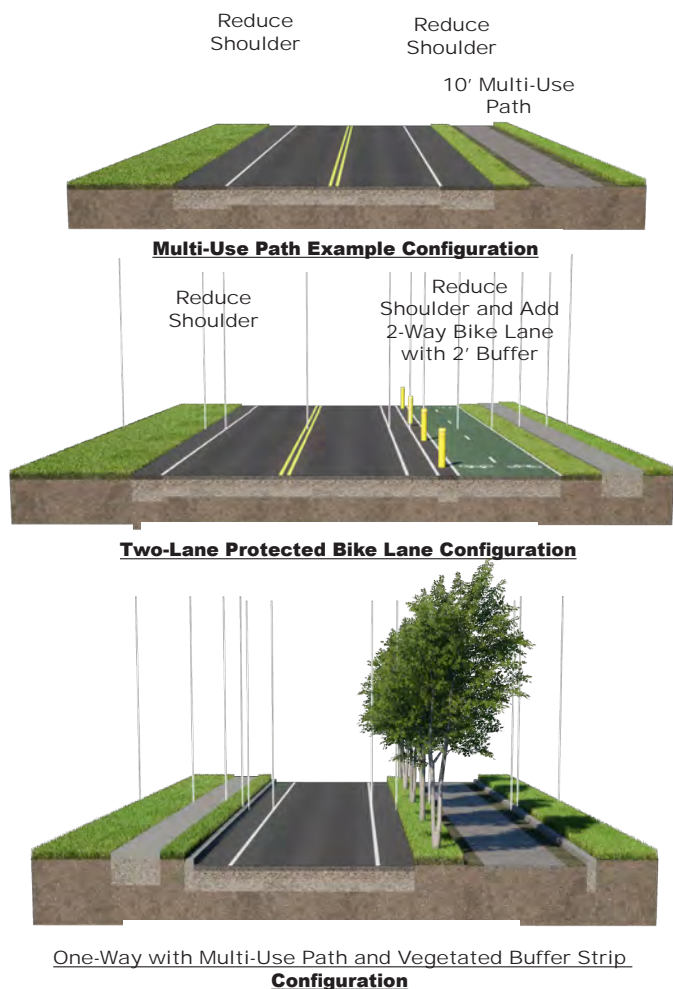 Reduce
Shoulder
Reduce
Shoulder
10' Multi-Use
Path
Multi-Use Path Example Configuration
Reduce
Shoulder
Reduce
Shoulder and Add
2-Way Bike Lane
with 2' Buffer
Two-Lane Protected Bike Lane Configuration
One-Way with Multi-Use Path and Vegetated Buffer Strip
Configuration